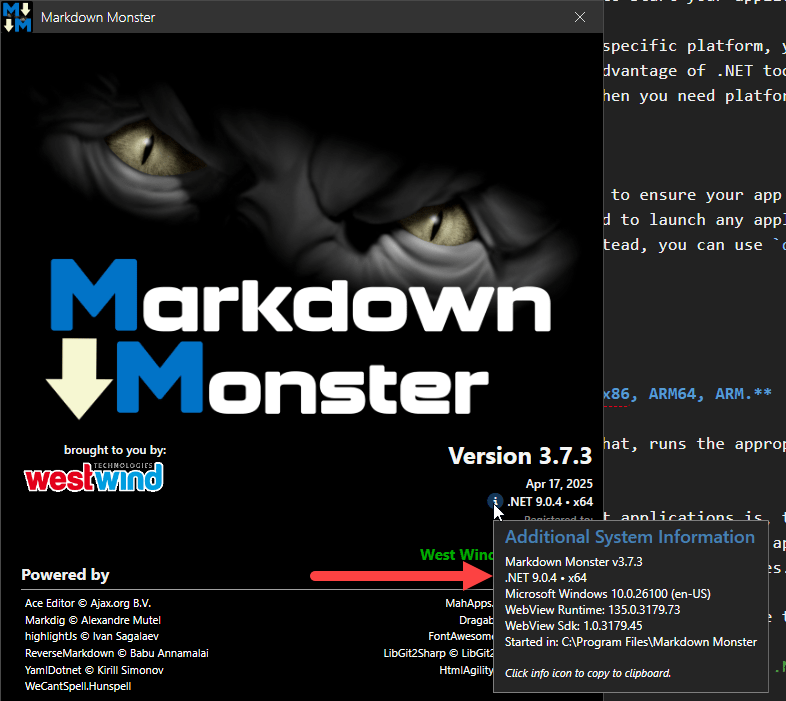 Markdown Monster
specific platform, y
dvantage of .NET too
hen you need platfor
to ensure your app
d to launch any appl
tead, you can use `
Markdown
Monster
x86, ARM64, ARM.**
hat, runs the approp
brought to you by:
westwind
TECHNOLOGIES
Version 3.7.3
Apr 17, 2025
.NET 9.0.4 • x64
Registered to
t applications is, t
West Wind
Powered by
Ace Editor © Ajax.org B.V.
Markdig © Alexandre Mutel
highlightJs © Ivan Sagalaev
ReverseMarkdown © Babu Annamalai
YamlDotnet © Kirill Simonov
WeCantSpell.Hunspell
MahApps.
Dragab
FontAwesom
LibGit2Sharp © LibGit2
HtmlAgility
Additional System Information
Markdown Monster v3.7.3
.NET 9.0.4 • x64
Microsoft Windows 10.0.26100 (en-US)
WebView Runtime: 135.0.3179.73
WebView Sdk: 1.0.3179.45
Started in: C:\Program Files\Markdown Monster
Click info icon to copy to clipboard.